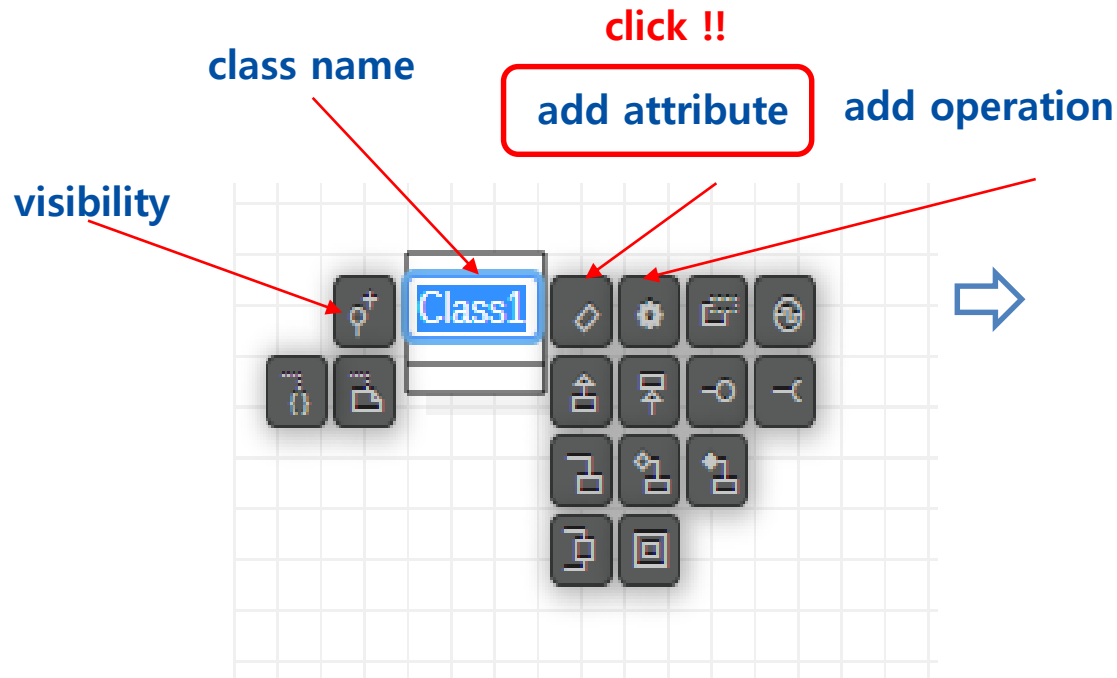 click !!
class name
add attribute
add operation
visibility
Class1